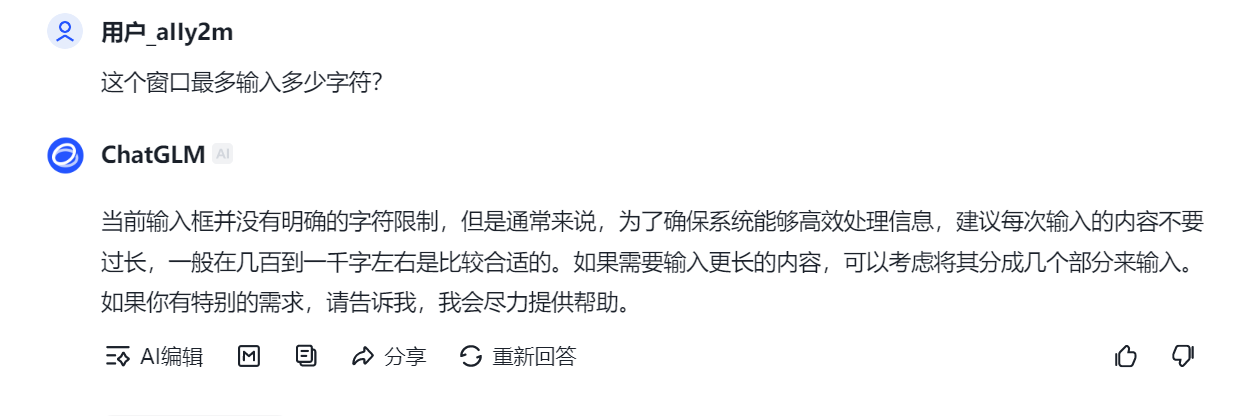 用户_aIly2m
这个窗口最多输入多少字符？
ChatGLM AI
当前输入框并没有明确的字符限制，但是通常来说，为了确保系统能够高效处理信息，建议每次输入的内容不要
过长，一般在几百到一千字左右是比较合适的。如果需要输入更长的内容，可以考虑将其分成几个部分来输入。
如果你有特别的需求，请告诉我，我会尽力提供帮助。
AI编辑 M 分享 重新回答